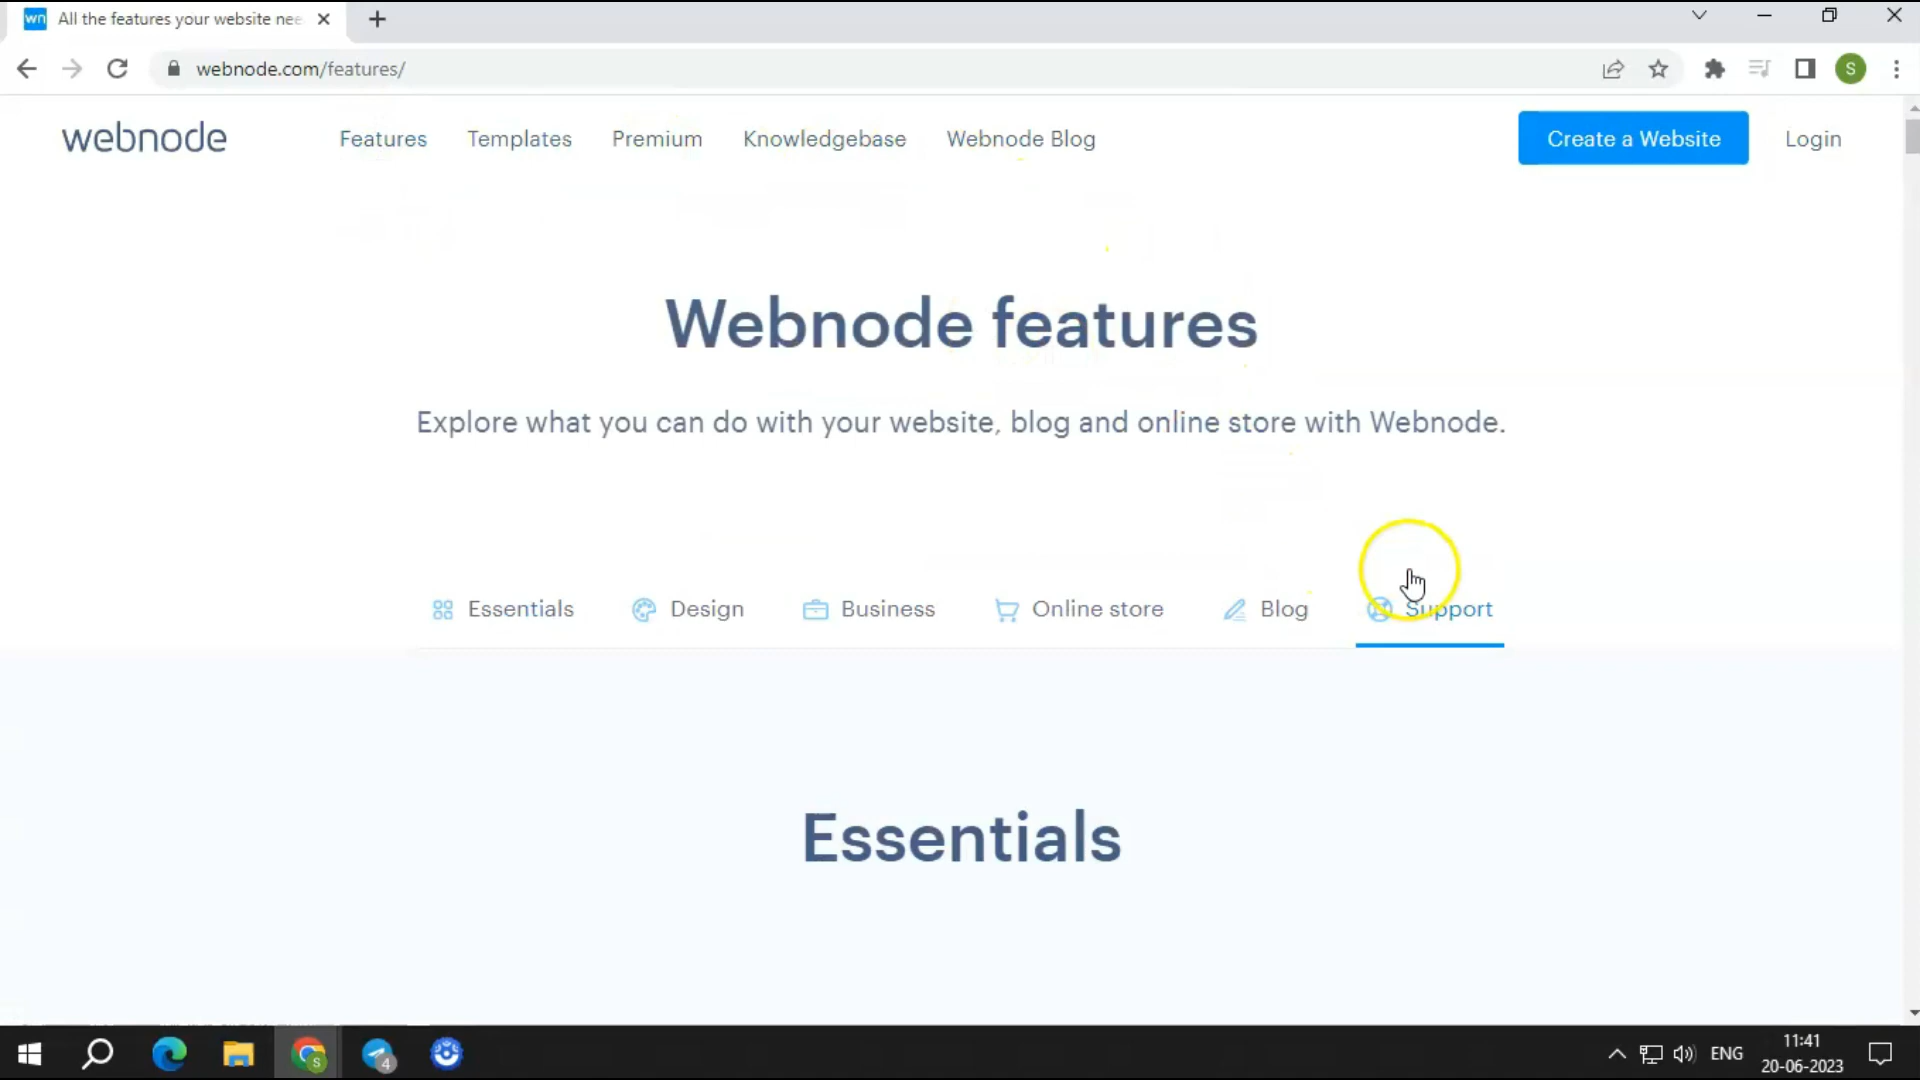 wn All the features your website nee
webnode.com/features/
S
webnode
Features
Templates
Premium
Knowledgebase
Webnode Blog
Create a Website
Login
Webnode features
Explore what you can do with your website, blog and online store with Webnode.
Essentials
Design
Business
Online store
Blog
Support
Essentials
S
4
ENG
11:41
20-06-2023